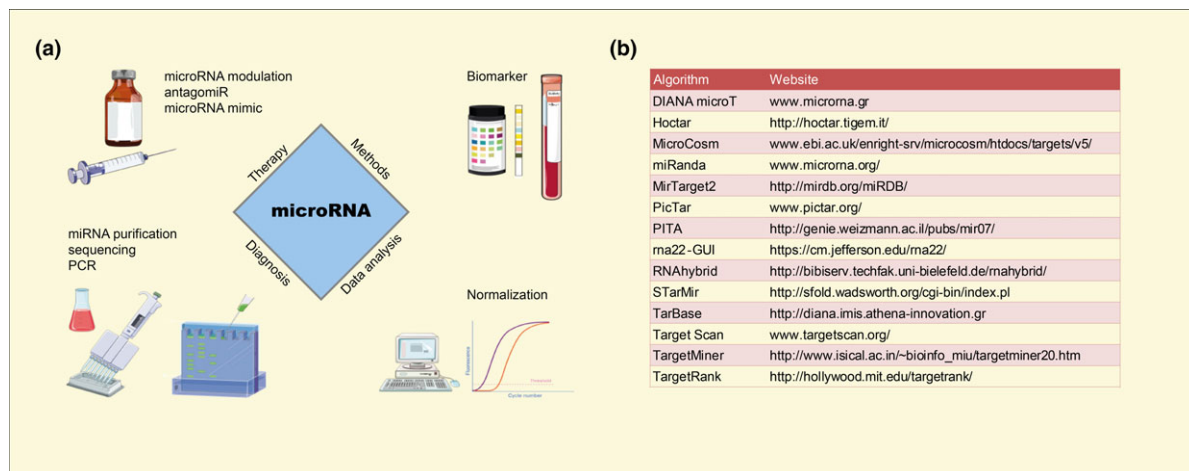 (a)
microRNA modulation
antagomiR
microRNA mimic
Biomarker
Therapy
Methods
microRNA
Diagnosis
Data analysis
miRNA purification
sequencing
PCR
Normalization
Fluorescence
Threshold
Cycle number
(b)
Algorithm Website
DIANA microT www.microrna.gr
Hoctar http://hoctar.tigem.it/
MicroCosm www.ebi.ac.uk/enright-srv/microcosm/htdocs/targets/v5/
miRanda www.microrna.org/
MirTarget2 http://mirdb.org/miRDB/
PicTar www.pictar.org/
PITA http://genie.weizmann.ac.il/pubs/mir07/
rna22-GUI https://cm.jefferson.edu/rna22/
RNAhybrid http://bibiserv.techfak.uni-bielefeld.de/rnahybrid/
STarMir http://sfold.wadsworth.org/cgi-bin/index.pl
TarBase http://diana.imis.athena-innovation.gr
Target Scan www.targetscan.org/
TargetMiner http://www.isical.ac.in/~bioinfo_miu/targetminer20.htm
TargetRank http://hollywood.mit.edu/targetrank/